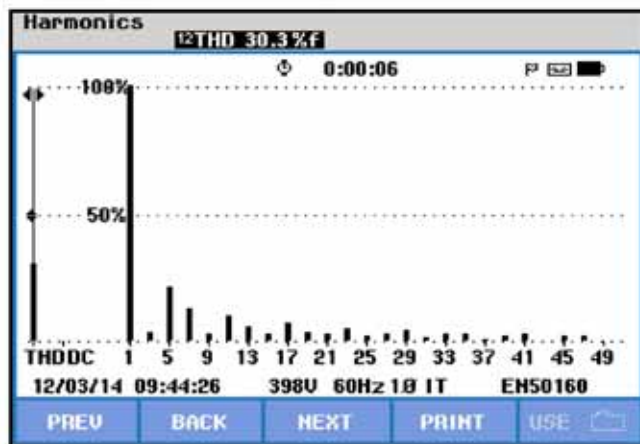 Harmonics
12THD 30.3%f
0:00:06
100%
50%
THDDC 1 5 9 13 17 21 25 29 33 37 41 45 49
12/03/14 09:44:26 398V 60Hz 1Ø IT EN50160
PREV BACK NEXT PRINT USE